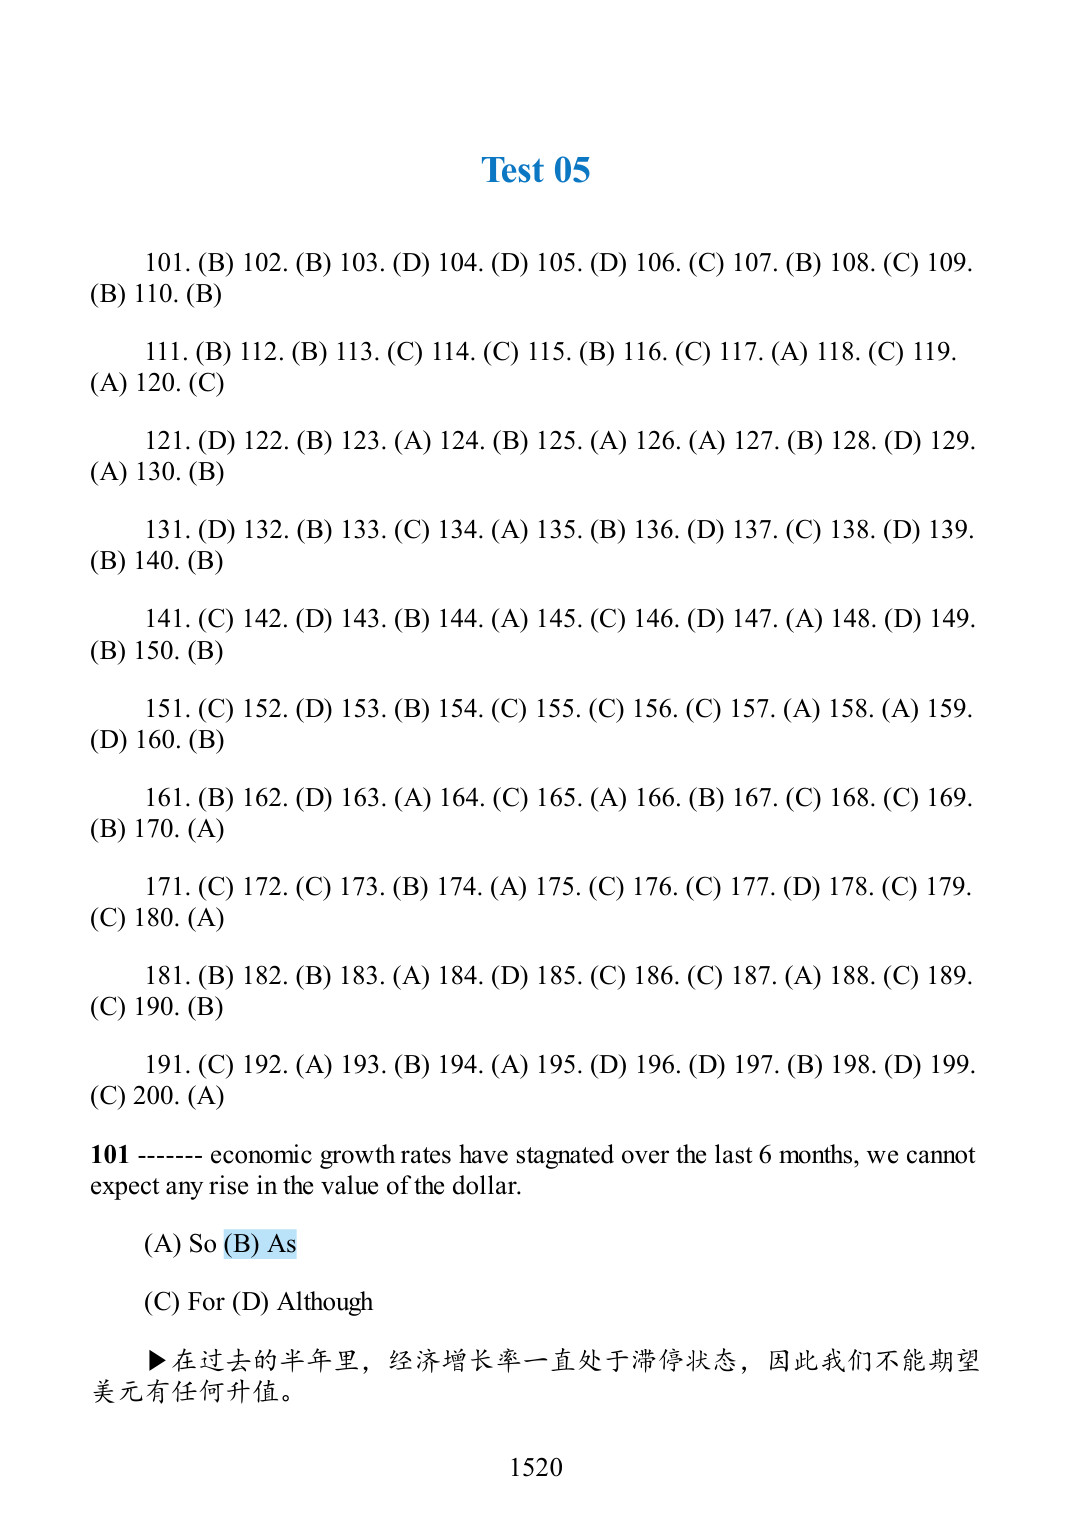 Test 05
101. (B) 102. (B) 103. (D) 104. (D) 105. (D) 106. (C) 107. (B) 108. (C) 109.
(B) 110. (B)
111. (B) 112. (B) 113. (C) 114. (C) 115. (B) 116. (C) 117. (A) 118. (C) 119.
(A) 120. (C)
121. (D) 122. (B) 123. (A) 124. (B) 125. (A) 126. (A) 127. (B) 128. (D) 129.
(A) 130. (B)
131. (D) 132. (B) 133. (C) 134. (A) 135. (B) 136. (D) 137. (C) 138. (D) 139.
(B) 140. (B)
141. (C) 142. (D) 143. (B) 144. (A) 145. (C) 146. (D) 147. (A) 148. (D) 149.
(B) 150. (B)
151. (C) 152. (D) 153. (B) 154. (C) 155. (C) 156. (C) 157. (A) 158. (A) 159.
(D) 160. (B)
161. (B) 162. (D) 163. (A) 164. (C) 165. (A) 166. (B) 167. (C) 168. (C) 169.
(B) 170. (A)
171. (C) 172. (C) 173. (B) 174. (A) 175. (C) 176. (C) 177. (D) 178. (C) 179.
(C) 180. (A)
181. (B) 182. (B) 183. (A) 184. (D) 185. (C) 186. (C) 187. (A) 188. (C) 189.
(C) 190. (B)
191. (C) 192. (A) 193. (B) 194. (A) 195. (D) 196. (D) 197. (B) 198. (D) 199.
(C) 200. (A)
101 ------- economic growth rates have stagnated over the last 6 months, we cannot
expect any rise in the value of the dollar.
(A) So (B) As
(C) For (D) Although
▶在过去的半年里，经济增长率一直处于滞停状态，因此我们不能期望
美元有任何升值。
1520